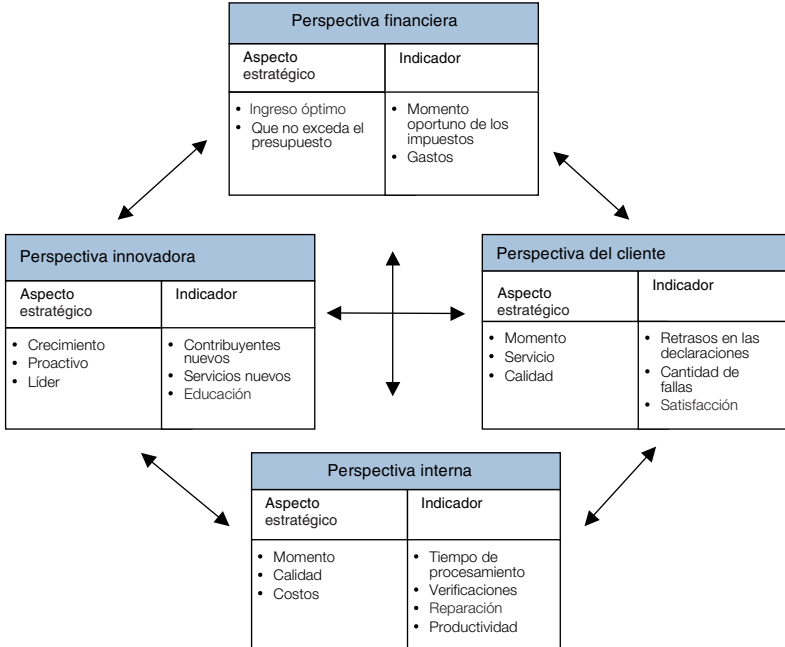 Perspectiva financiera
Aspecto
estratégico
Indicador
• Ingreso óptimo
• Que no exceda el
presupuesto
• Momento
oportuno de los
impuestos
• Gastos
Perspectiva innovadora
Aspecto
estratégico
Indicador
• Crecimiento
• Proactivo
• Líder
• Contribuyentes
nuevos
• Servicios nuevos
• Educación
Perspectiva del cliente
Aspecto
estratégico
Indicador
• Momento
• Servicio
• Calidad
• Retrasos en las
declaraciones
• Cantidad de
fallas
• Satisfacción
Perspectiva interna
Aspecto
estratégico
Indicador
• Momento
• Calidad
• Costos
• Tiempo de
procesamiento
• Verificaciones
• Reparación
• Productividad